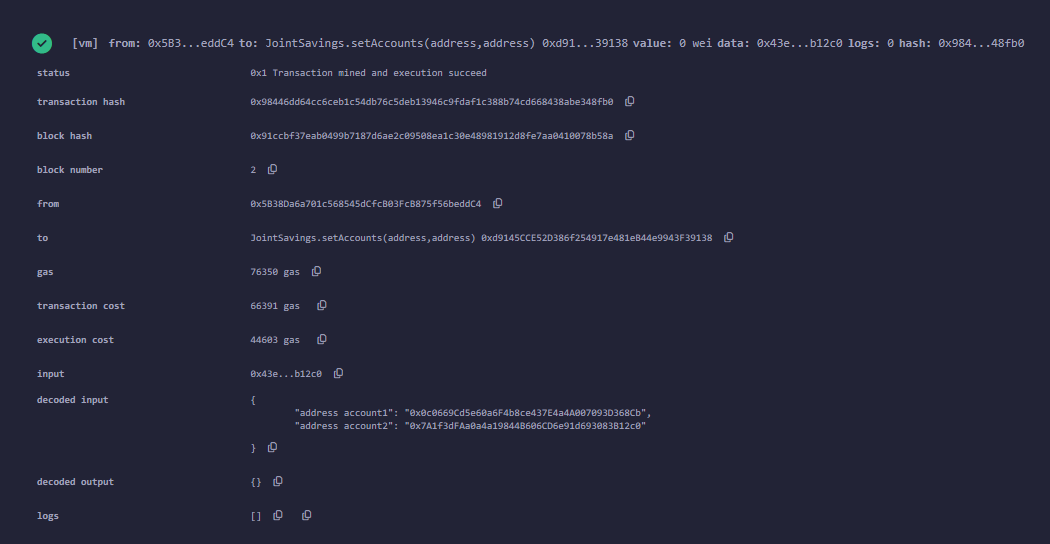 [vm] from: 0x5B3...eddC4 to: JointSavings.setAccounts(address,address) 0xd91...39138 value: 0 wei data: 0x43e...b12c0 logs: 0 hash: 0x984...48fb0
status 0x1 Transaction mined and execution succeed
transaction hash 0x98446dd64cc6ceb1c54db76c5deb13946c9fdaf1c388b74cd668438abe348fb0
block hash 0x91ccbf37eab0499b7187d6ae2c09508ea1c30e48981912d8fe7aa0410078b58a
block number 2
from 0x5B38Da6a701c568545dCfcB03FcB875f56beddC4
to JointSavings.setAccounts(address,address) 0xd9145CCE52D386f254917e481eB44e9943F39138
gas 76350 gas
transaction cost 66391 gas
execution cost 44603 gas
input 0x43e...b12c0
decoded input {
"address account1": "0x0c0669Cd5e60a6F4b8ce437E4a4A007093D368Cb",
"address account2": "0x7A1f3dFAa0a4a19844B606CD6e91d693083B12c0"
}
decoded output {}
logs []